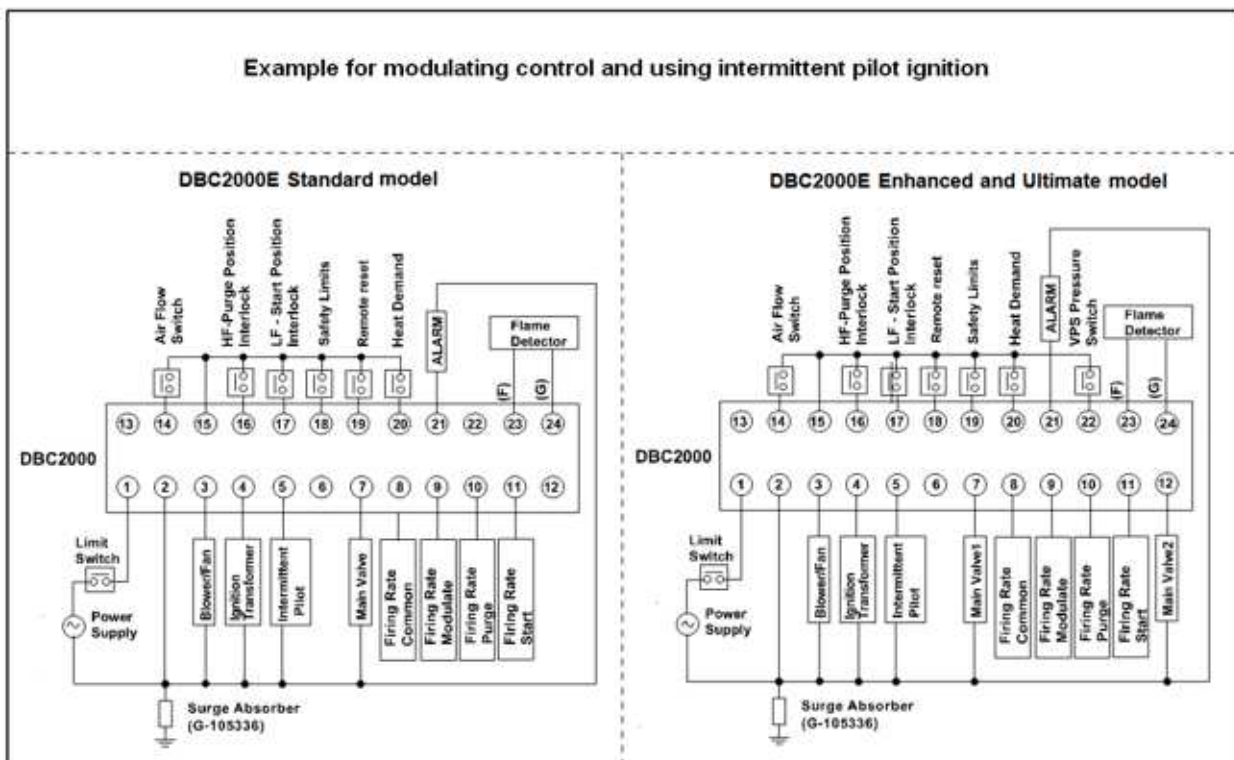 Example for modulating control and using intermittent pilot ignition
DBC2000E Standard model
Air Flow
Switch
HF-Purge Position
Interlock
LF - Start Position
Interlock
Safety Limits
Remote reset
Heat Demand
ALARM
Flame
Detector
(F)
(G)
13 14 15 16 17 18 19 20 21 22 23 24
DBC2000
1 2 3 4 5 6 7 8 9 10 11 12
Limit
Switch
Power
Supply
Blower/Fan
Ignition
Transformer
Intermittent
Pilot
Main Valve
Firing Rate
Common
Firing Rate
Modulate
Firing Rate
Purge
Firing Rate
Start
Surge Absorber
(G-105336)
DBC2000E Enhanced and Ultimate model
Air Flow
Switch
HF-Purge Position
Interlock
LF - Start Position
Interlock
Remote reset
Safety Limits
Heat Demand
ALARM
VPS Pressure
Switch
Flame
Detector
(F)
(G)
13 14 15 16 17 18 19 20 21 22 23 24
DBC2000
1 2 3 4 5 6 7 8 9 10 11 12
Limit
Switch
Power
Supply
Blower/Fan
Ignition
Transformer
Intermittent
Pilot
Main Valve1
Firing Rate
Common
Firing Rate
Modulate
Firing Rate
Purge
Firing Rate
Start
Main Valve2
Surge Absorber
(G-105336)